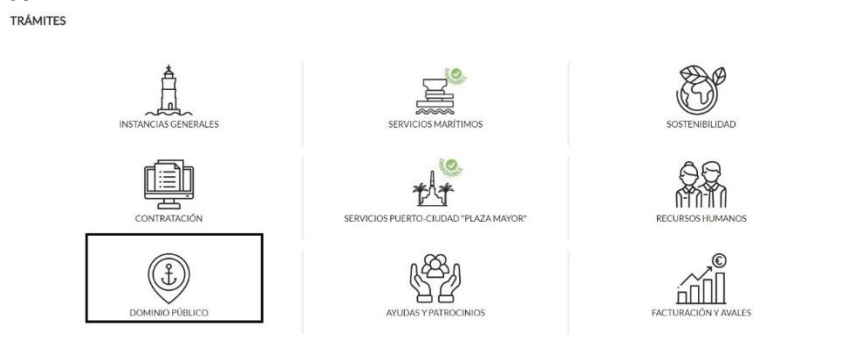 TRÁMITES
INSTANCIAS GENERALES
SERVICIOS MARÍTIMOS
SOSTENIBILIDAD
CONTRATACIÓN
SERVICIOS PUERTO-CIUDAD "PLAZA MAYOR"
RECURSOS HUMANOS
DOMINIO PÚBLICO
AYUDAS Y PATROCINIOS
FACTURACIÓN Y AVALES